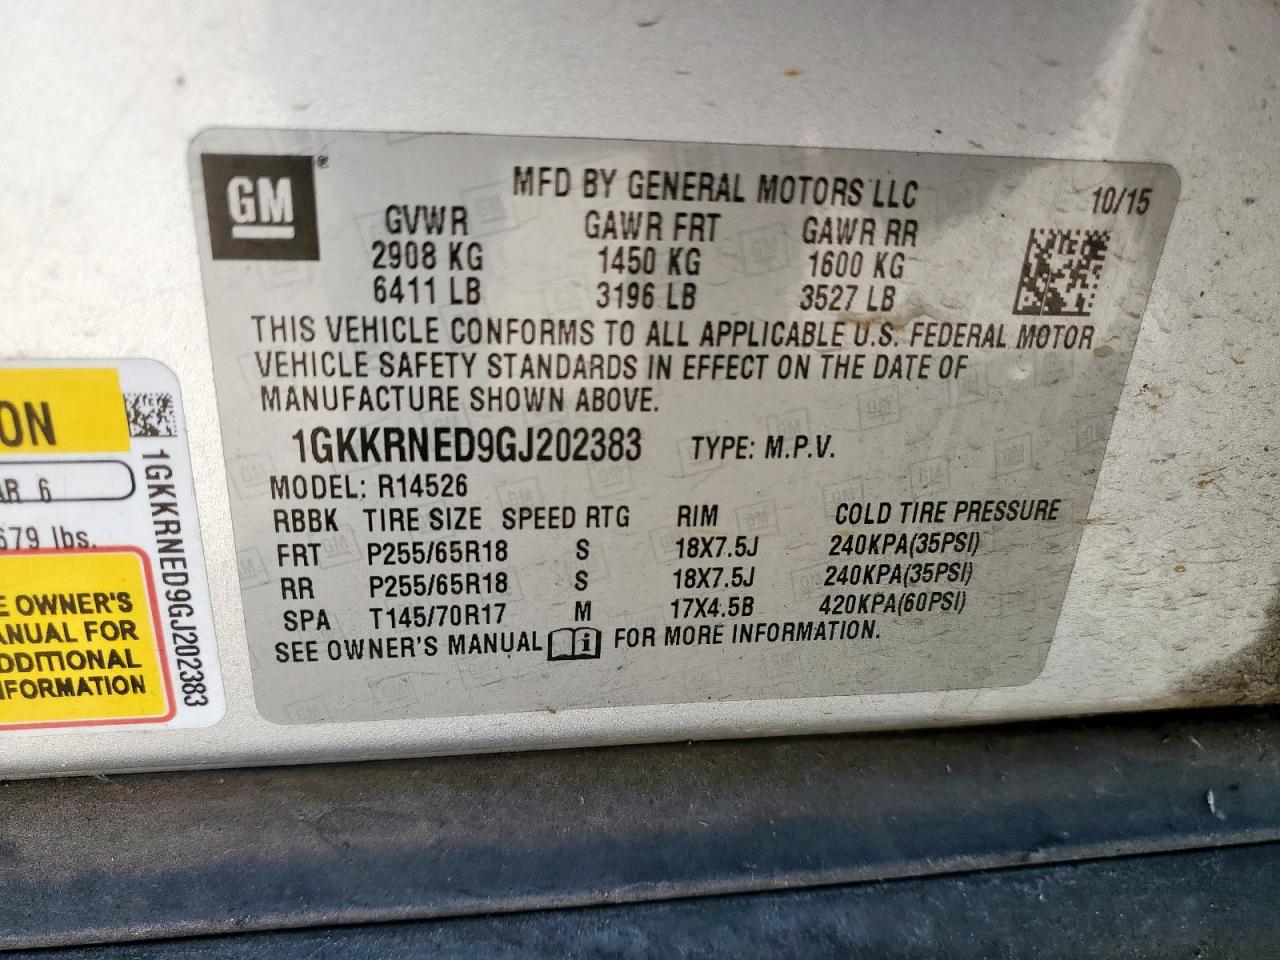 GM
MFD BY GENERAL MOTORS LLC
10/15
GVWR GAWR FRT GAWR RR
2908 KG 1450 KG 1600 KG
6411 LB 3196 LB 3527 LB
THIS VEHICLE CONFORMS TO ALL APPLICABLE U.S. FEDERAL MOTOR
VEHICLE SAFETY STANDARDS IN EFFECT ON THE DATE OF
MANUFACTURE SHOWN ABOVE.
1GKKRNED9GJ202383 TYPE: M.P.V.
MODEL: R14526
RBBK TIRE SIZE SPEED RTG RIM COLD TIRE PRESSURE
FRT P255/65R18 S 18X7.5J 240KPA(35PSI)
RR P255/65R18 S 18X7.5J 240KPA(35PSI)
SPA T145/70R17 M 17X4.5B 420KPA(60PSI)
SEE OWNER'S MANUAL i FOR MORE INFORMATION.
ON
AR 6
679 lbs.
E OWNER'S
ANUAL FOR
DDITIONAL
NFORMATION
1GKKRNED9GJ202383